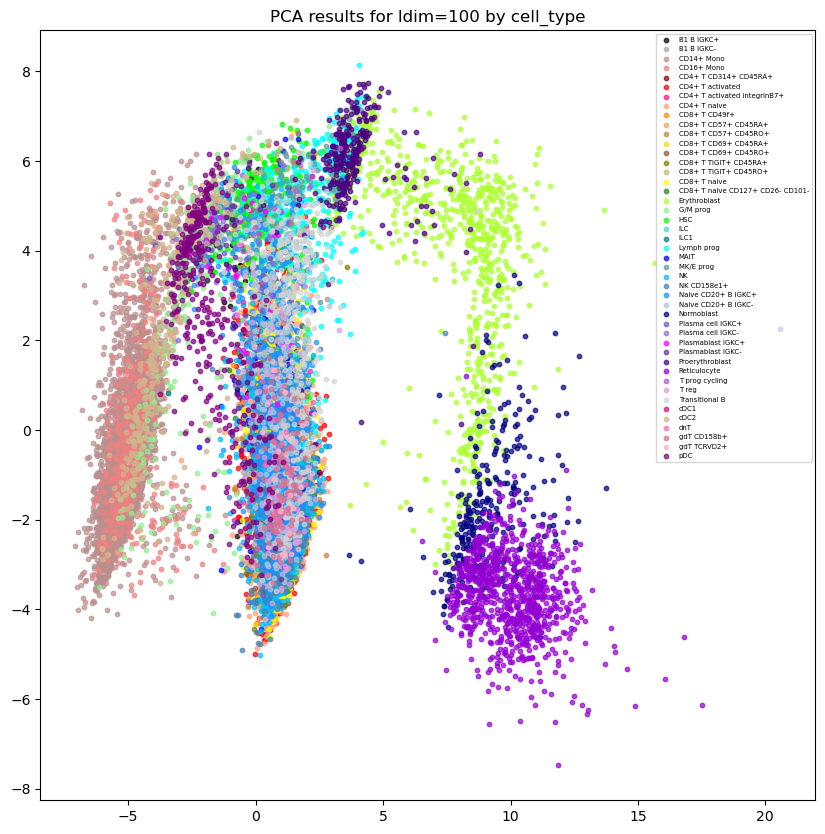 PCA results for ldim=100 by cell_type
B1 B IGKC+
B1 B IGKC-
CD14+ Mono
CD16+ Mono
CD4+ T CD314+ CD45RA+
CD4+ T activated
CD4+ T activated integrinB7+
CD4+ T naive
CD8+ T CD49f+
CD8+ T CD57+ CD45RA+
CD8+ T CD57+ CD45RO+
CD8+ T CD69+ CD45RA+
CD8+ T CD69+ CD45RO+
CD8+ T TIGIT+ CD45RA+
CD8+ T TIGIT+ CD45RO+
CD8+ T naive
CD8+ T naive CD127+ CD26- CD101-
Erythroblast
G/M prog
HSC
ILC
ILC1
Lymph prog
MAIT
MK/E prog
NK
NK CD158e1+
Naive CD20+ B IGKC+
Naive CD20+ B IGKC-
Normoblast
Plasma cell IGKC+
Plasma cell IGKC-
Plasmablast IGKC+
Plasmablast IGKC-
Proerythroblast
Reticulocyte
T prog cycling
T reg
Transitional B
cDC1
cDC2
dnT
gdT CD158b+
gdT TCRVD2+
pDC
8
6
4
2
0
−2
−4
−6
−8
−5 0 5 10 15 20